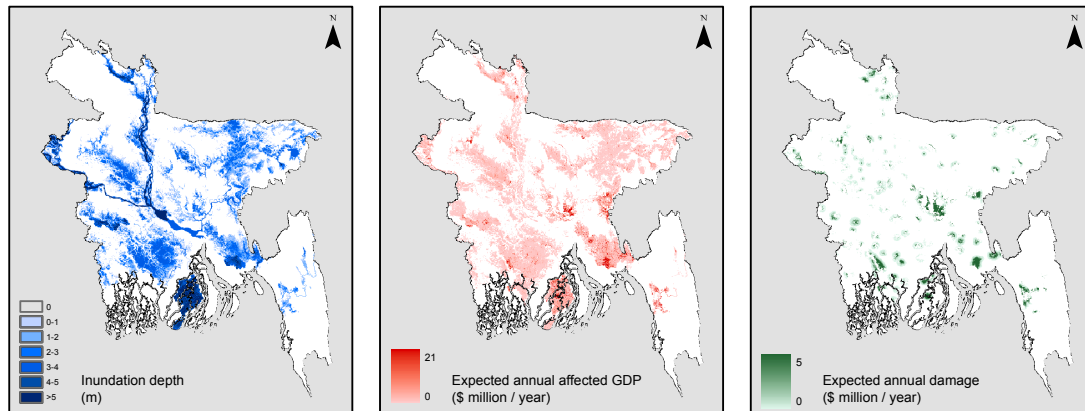 N
0
0-1
1-2
2-3
3-4
4-5
>5
Inundation depth
(m)
N
21
0
Expected annual affected GDP
($ million / year)
N
5
0
Expected annual damage
($ million / year)